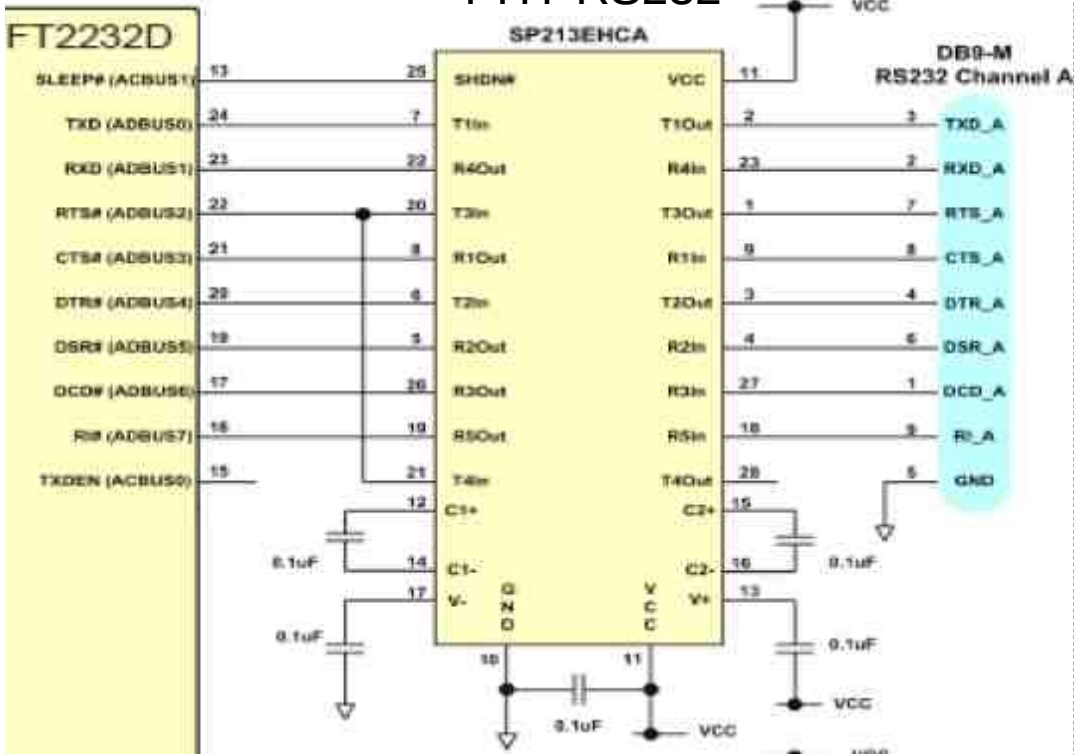 VCC
FT2232D
SP213EHCA
DB9-M
RS232 Channel A
SLEEP# (ACBUS1) 13 25 SHDN# VCC 11
TXD (ADBUS0) 24 7 T1In T1Out 2 3 TXD_A
RXD (ADBUS1) 23 22 R4Out R4In 23 2 RXD_A
RTS# (ADBUS2) 22 20 T3In T3Out 1 7 RTS_A
CTS# (ADBUS3) 21 8 R1Out R1In 9 8 CTS_A
DTR# (ADBUS4) 20 6 T2In T2Out 3 4 DTR_A
DSR# (ADBUS5) 19 5 R2Out R2In 4 6 DSR_A
DCD# (ADBUS6) 17 26 R3Out R3In 27 1 DCD_A
RI# (ADBUS7) 16 19 R5Out R5In 18 9 RI_A
TXDEN (ACBUS0) 15 21 T4In T4Out 28 5 GND
12 C1+ C2+ 15
0.1uF 14 C1- C2- 16 0.1uF
17 V- GND VCC V+ 13
0.1uF 0.1uF
10 11
VCC
0.1uF VCC